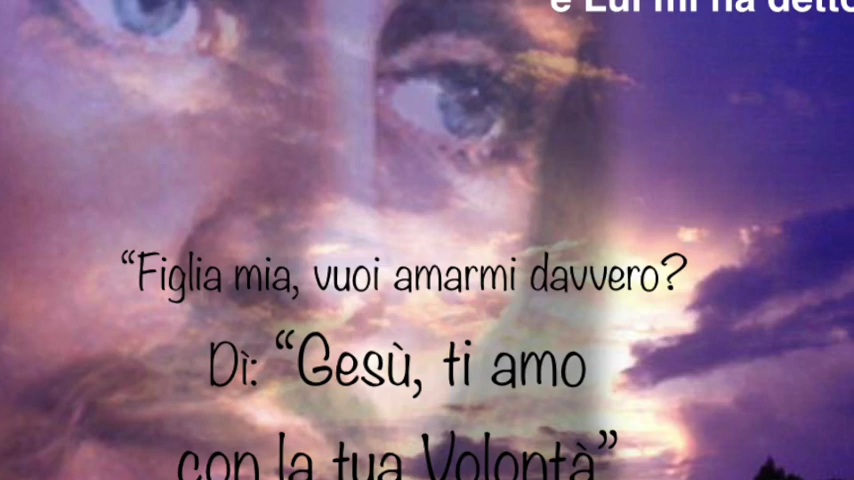 e Lui mi ha detto
“Figlia mia, vuoi amarmi davvero?
Dì: “Gesù, ti amo
con la tua Volontà”